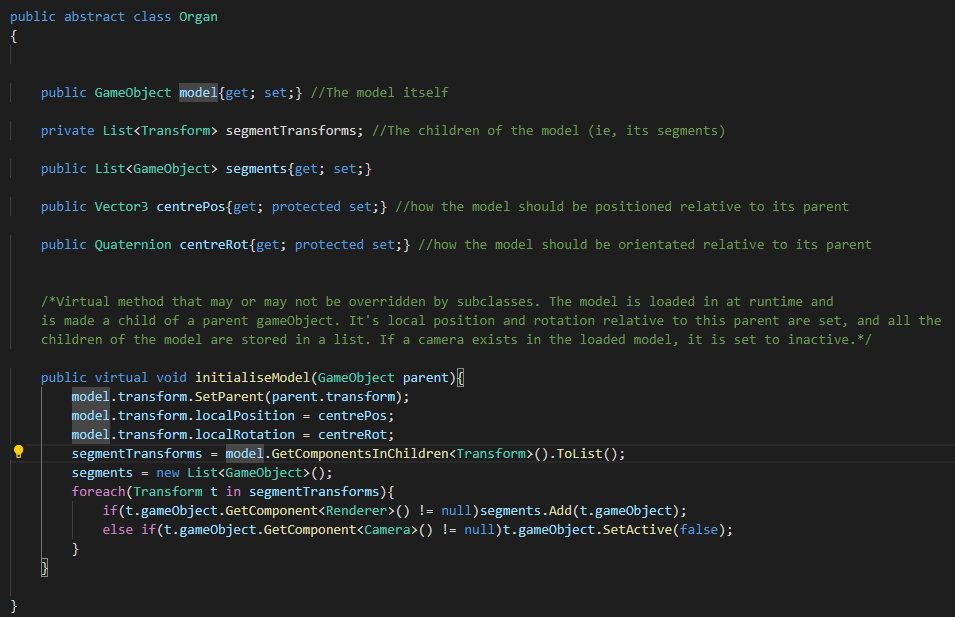 public abstract class Organ
{
public GameObject model{get; set;} //The model itself
private List<Transform> segmentTransforms; //The children of the model (ie, its segments)
public List<GameObject> segments{get; set;}
public Vector3 centrePos{get; protected set;} //how the model should be positioned relative to its parent
public Quaternion centreRot{get; protected set;} //how the model should be orientated relative to its parent
/*Virtual method that may or may not be overridden by subclasses. The model is loaded in at runtime and
is made a child of a parent gameObject. It's local position and rotation relative to this parent are set, and all the
children of the model are stored in a list. If a camera exists in the loaded model, it is set to inactive.*/
public virtual void initialiseModel(GameObject parent){
model.transform.SetParent(parent.transform);
model.transform.localPosition = centrePos;
model.transform.localRotation = centreRot;
segmentTransforms = model.GetComponentsInChildren<Transform>().ToList();
segments = new List<GameObject>();
foreach(Transform t in segmentTransforms){
if(t.gameObject.GetComponent<Renderer>() != null)segments.Add(t.gameObject);
else if(t.gameObject.GetComponent<Camera>() != null)t.gameObject.SetActive(false);
}
}
}